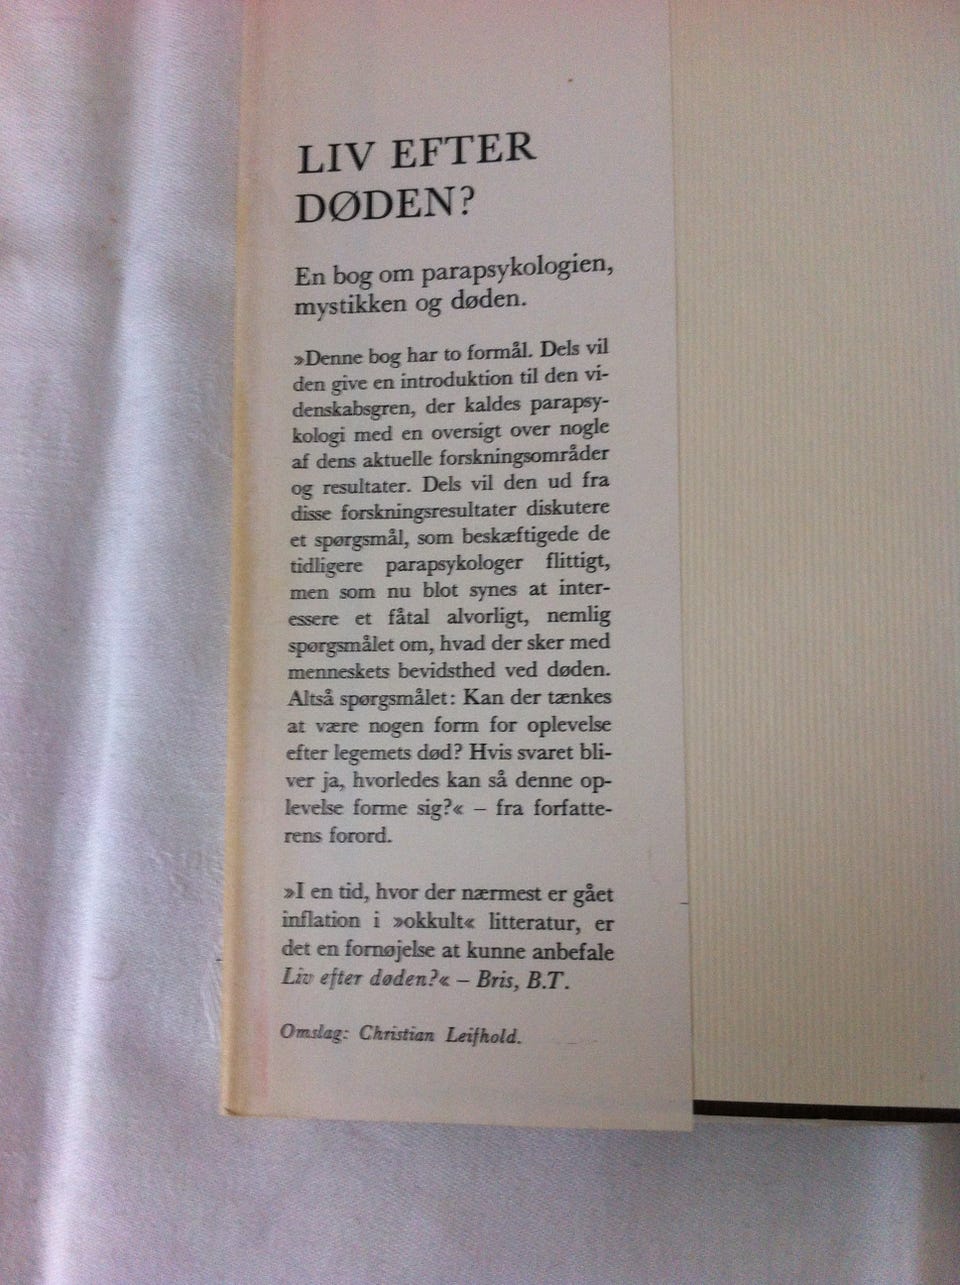 LIV EFTER
DØDEN?
En bog om parapsykologien,
mystikken og døden.
»Denne bog har to formål. Dels vil
den give en introduktion til den vi-
denskabsgren, der kaldes parapsy-
kologi med en oversigt over nogle
af dens aktuelle forskningsområder
og resultater. Dels vil den ud fra
disse forskningsresultater diskutere
et spørgsmål, som beskæftigede de
tidligere parapsykologer flittigt,
men som nu blot synes at inter-
essere et fåtal alvorligt, nemlig
spørgsmålet om, hvad der sker med
menneskets bevidsthed ved døden.
Altså spørgsmålet: Kan der tænkes
at være nogen form for oplevelse
efter legemets død? Hvis svaret bli-
ver ja, hvorledes kan så denne op-
levelse forme sig?« – fra forfatte-
rens forord.
»I en tid, hvor der nærmest er gået
inflation i »okkult« litteratur, er
det en fornøjelse at kunne anbefale
Liv efter døden?« – Bris, B.T.
Omslag: Christian Leifhold.